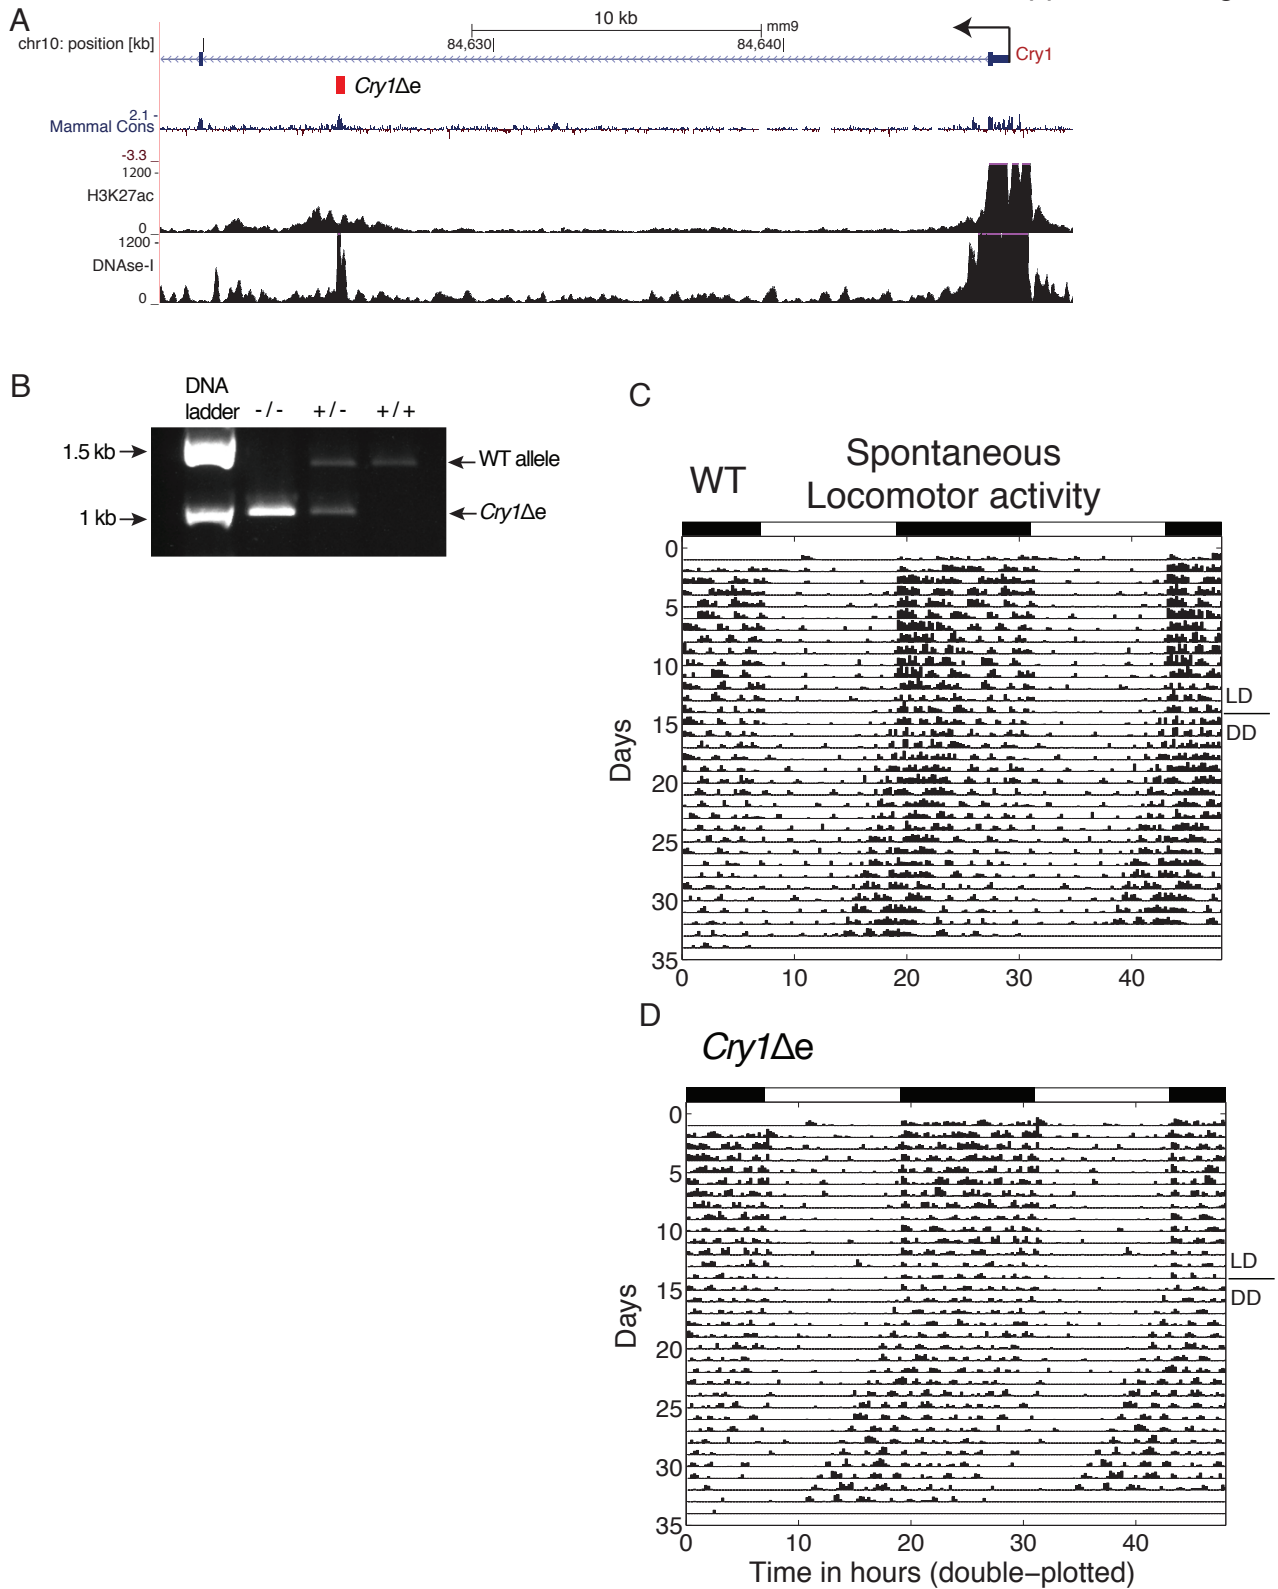 A
10 kb
mm9
chr10: position [kb]
84,630|
84,640|
Cry1
Cry1Δe
2.1 -
Mammal Cons
-3.3 _
1200 -
H3K27ac
0 _
1200 -
DNAse-I
0 _
B
DNA
ladder
-/-
+/-
+/+
1.5 kb
WT allele
1 kb
Cry1Δe
C
WT
Spontaneous
Locomotor activity
0
5
10
15
20
25
30
35
Days
LD
DD
0
10
20
30
40
D
Cry1Δe
0
5
10
15
20
25
30
35
Days
LD
DD
0
10
20
30
40
Time in hours (double–plotted)